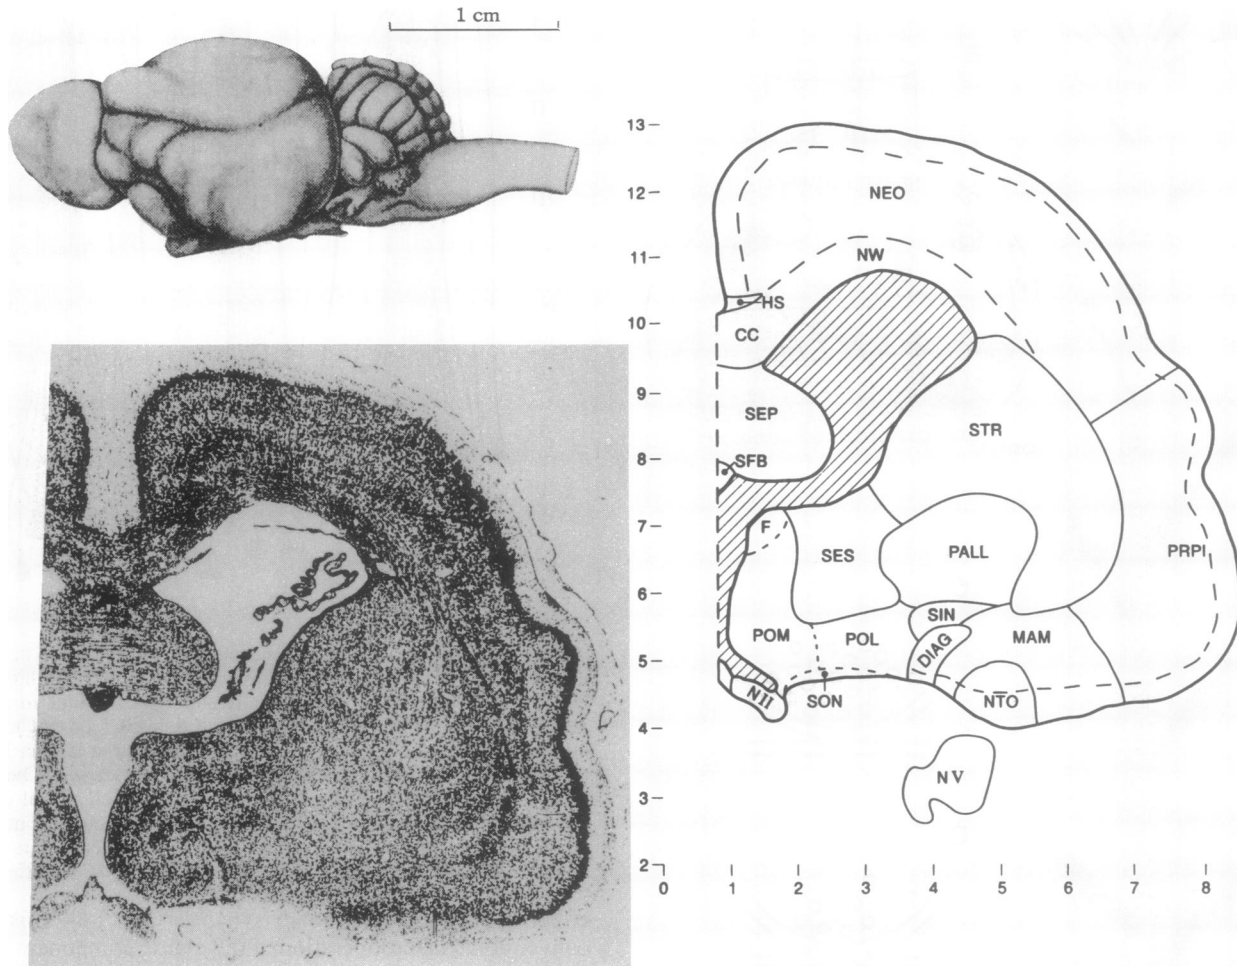 1 cm
13
12
11
10
9
8
7
6
5
4
3
2
NEO
NW
HS
CC
SEP
STR
SFB
F
SES
PALL
PRPI
SIN
POM
POL
DIAG
MAM
N II
SON
NTO
N V
0 1 2 3 4 5 6 7 8